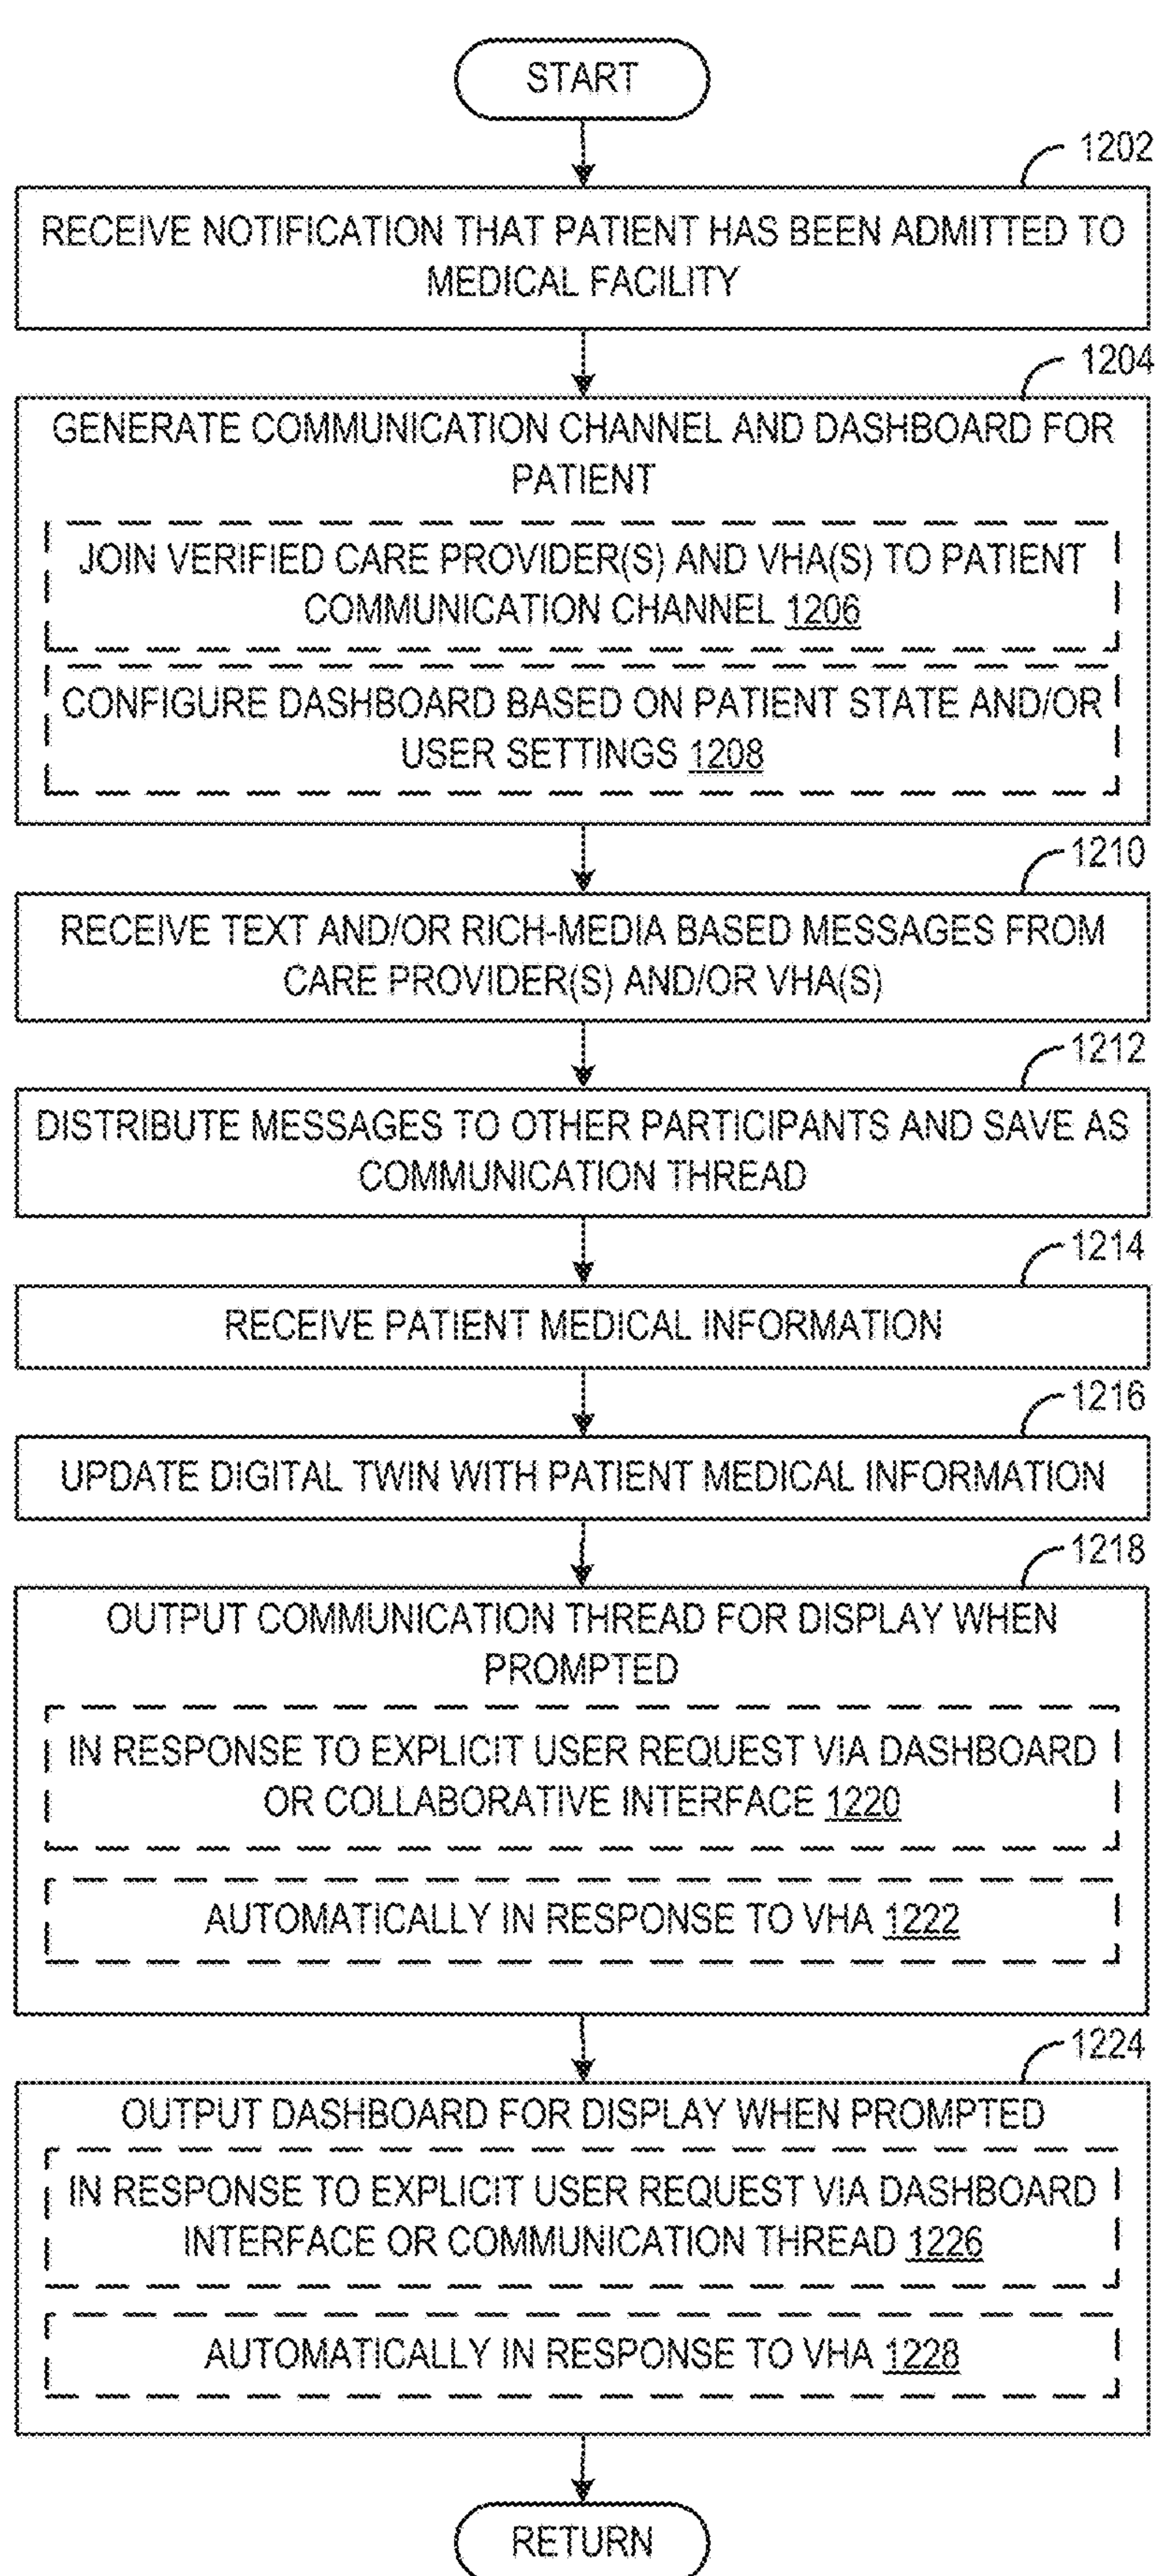 START
1202
RECEIVE NOTIFICATION THAT PATIENT HAS BEEN ADMITTED TO
MEDICAL FACILITY
1204
GENERATE COMMUNICATION CHANNEL AND DASHBOARD FOR
PATIENT
JOIN VERIFIED CARE PROVIDER(S) AND VHA(S) TO PATIENT
COMMUNICATION CHANNEL 1206
CONFIGURE DASHBOARD BASED ON PATIENT STATE AND/OR
USER SETTINGS 1208
1210
RECEIVE TEXT AND/OR RICH-MEDIA BASED MESSAGES FROM
CARE PROVIDER(S) AND/OR VHA(S)
1212
DISTRIBUTE MESSAGES TO OTHER PARTICIPANTS AND SAVE AS
COMMUNICATION THREAD
1214
RECEIVE PATIENT MEDICAL INFORMATION
1216
UPDATE DIGITAL TWIN WITH PATIENT MEDICAL INFORMATION
1218
OUTPUT COMMUNICATION THREAD FOR DISPLAY WHEN
PROMPTED
IN RESPONSE TO EXPLICIT USER REQUEST VIA DASHBOARD
OR COLLABORATIVE INTERFACE 1220
AUTOMATICALLY IN RESPONSE TO VHA 1222
1224
OUTPUT DASHBOARD FOR DISPLAY WHEN PROMPTED
IN RESPONSE TO EXPLICIT USER REQUEST VIA DASHBOARD
INTERFACE OR COMMUNICATION THREAD 1226
AUTOMATICALLY IN RESPONSE TO VHA 1228
RETURN